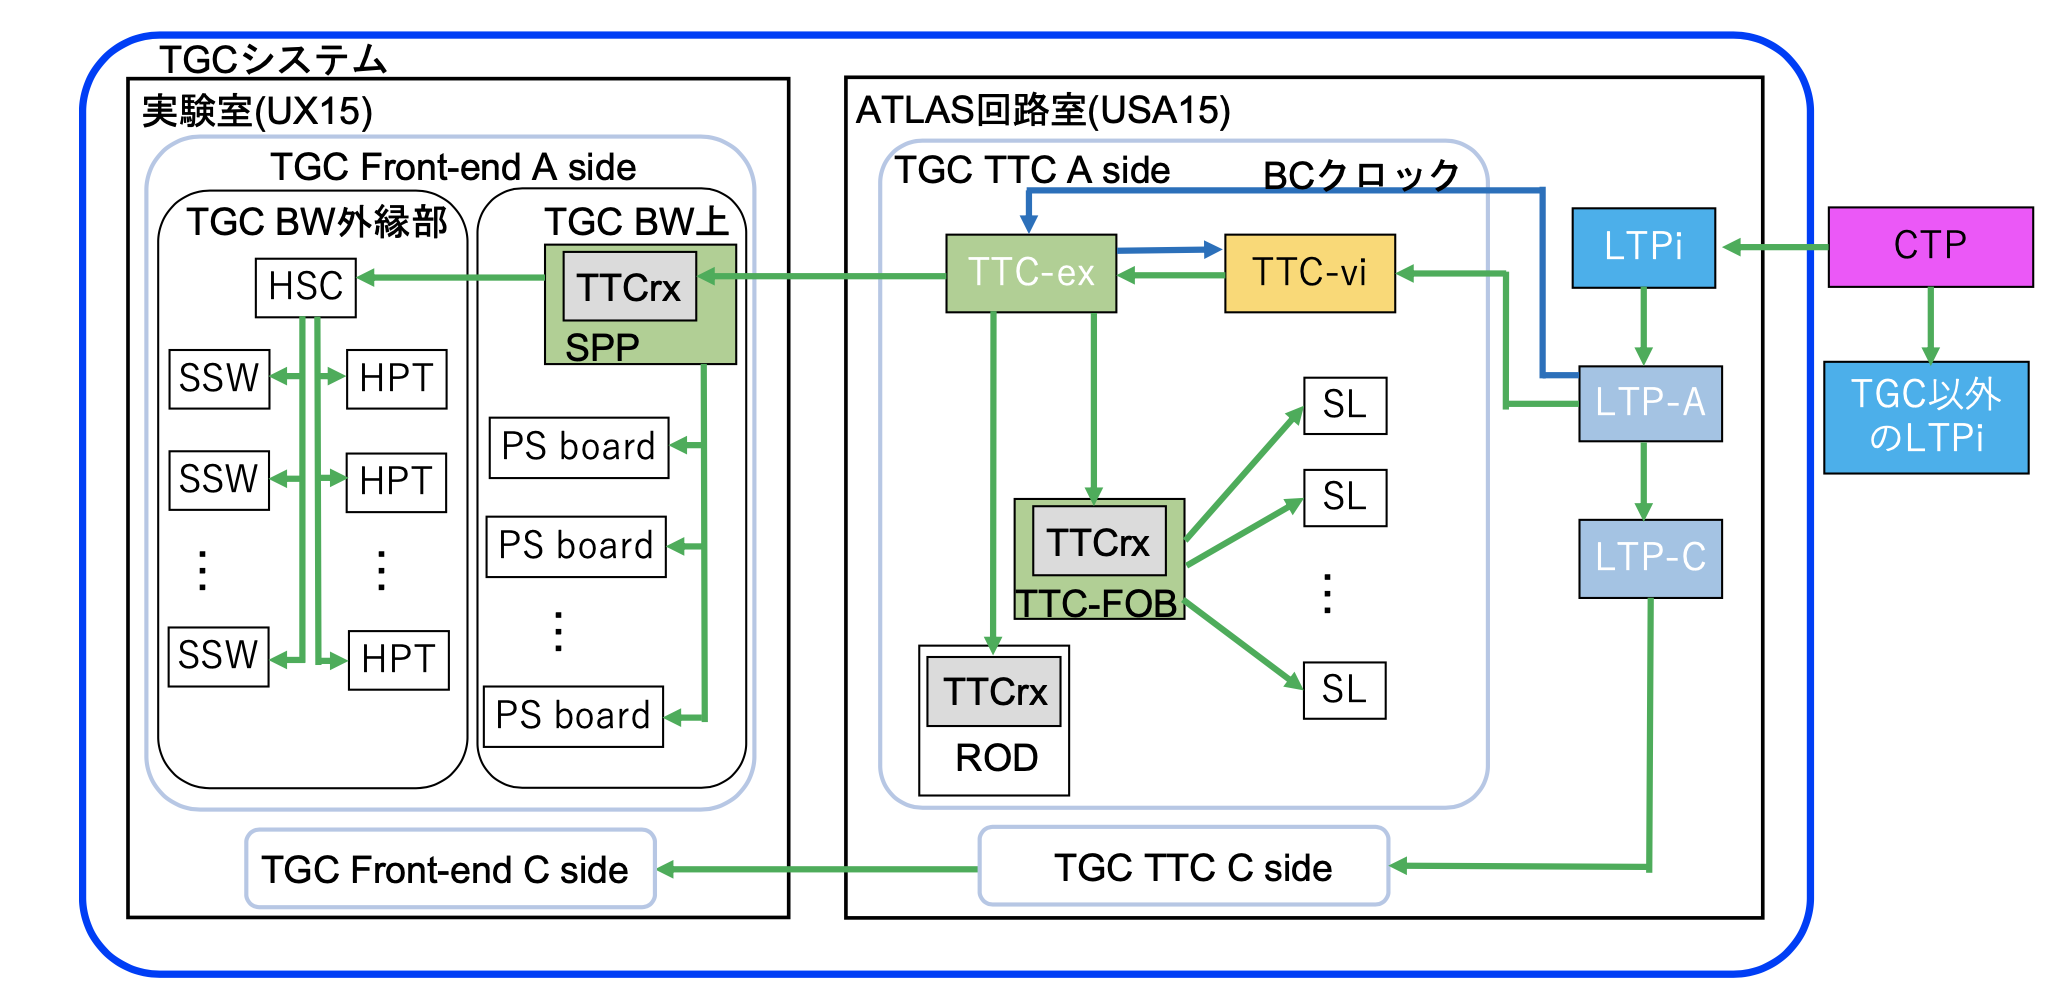 TGCシステム
実験室(UX15)
TGC Front-end A side
TGC BW外縁部
HSC
SSW
HPT
SSW
HPT
⋮
⋮
SSW
HPT
TGC BW上
TTCrx
SPP
PS board
PS board
⋮
PS board
TGC Front-end C side
ATLAS回路室(USA15)
TGC TTC A side
BCクロック
TTC-ex
TTC-vi
SL
SL
⋮
SL
TTCrx
TTC-FOB
TTCrx
ROD
TGC TTC C side
LTPi
LTP-A
LTP-C
CTP
TGC以外
のLTPi